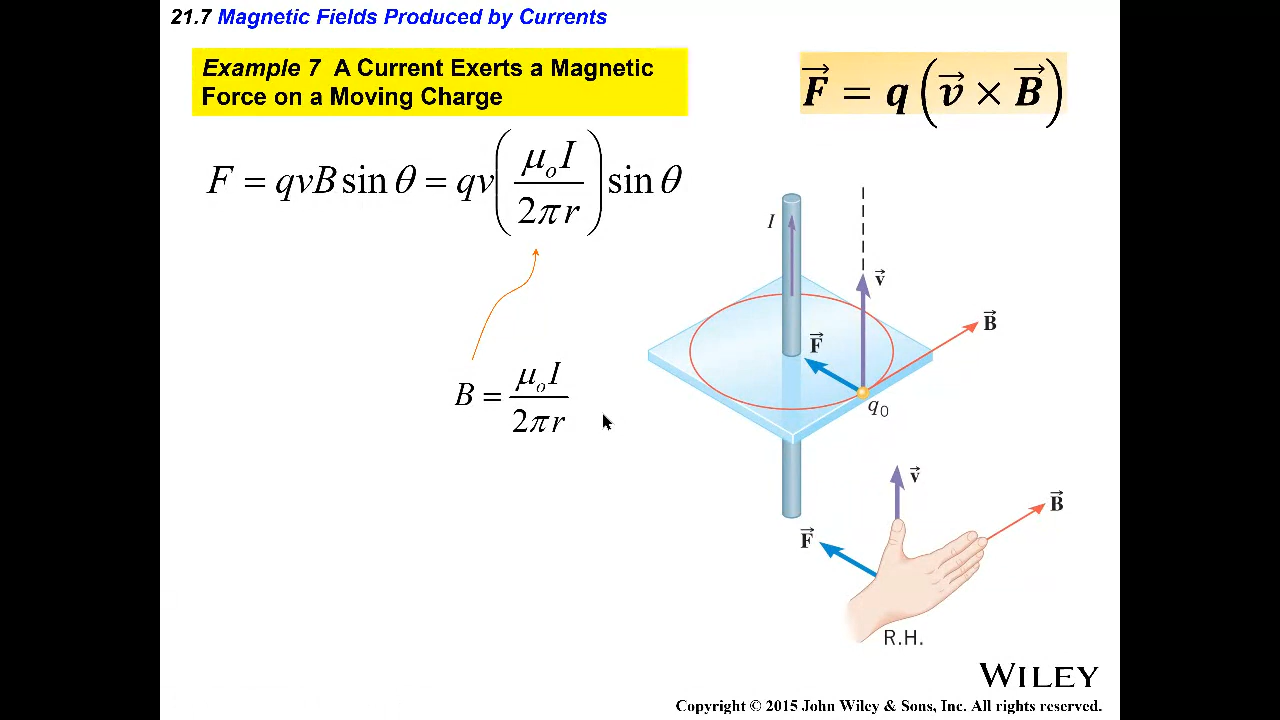 21.7 Magnetic Fields Produced by Currents
Example 7 A Current Exerts a Magnetic
Force on a Moving Charge
F⃗ = q(v⃗ × B⃗)
F = qvB sin θ = qv(μₒI / 2πr) sin θ
I
v⃗
B⃗
F⃗
q₀
B = μₒI / 2πr
v⃗
B⃗
F⃗
R.H.
WILEY
Copyright © 2015 John Wiley & Sons, Inc. All rights reserved.